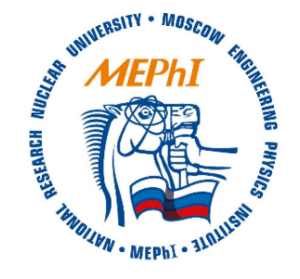 NATIONAL RESEARCH NUCLEAR UNIVERSITY • MOSCOW ENGINEERING PHYSICS INSTITUTE • MEPhI •
MEPhI